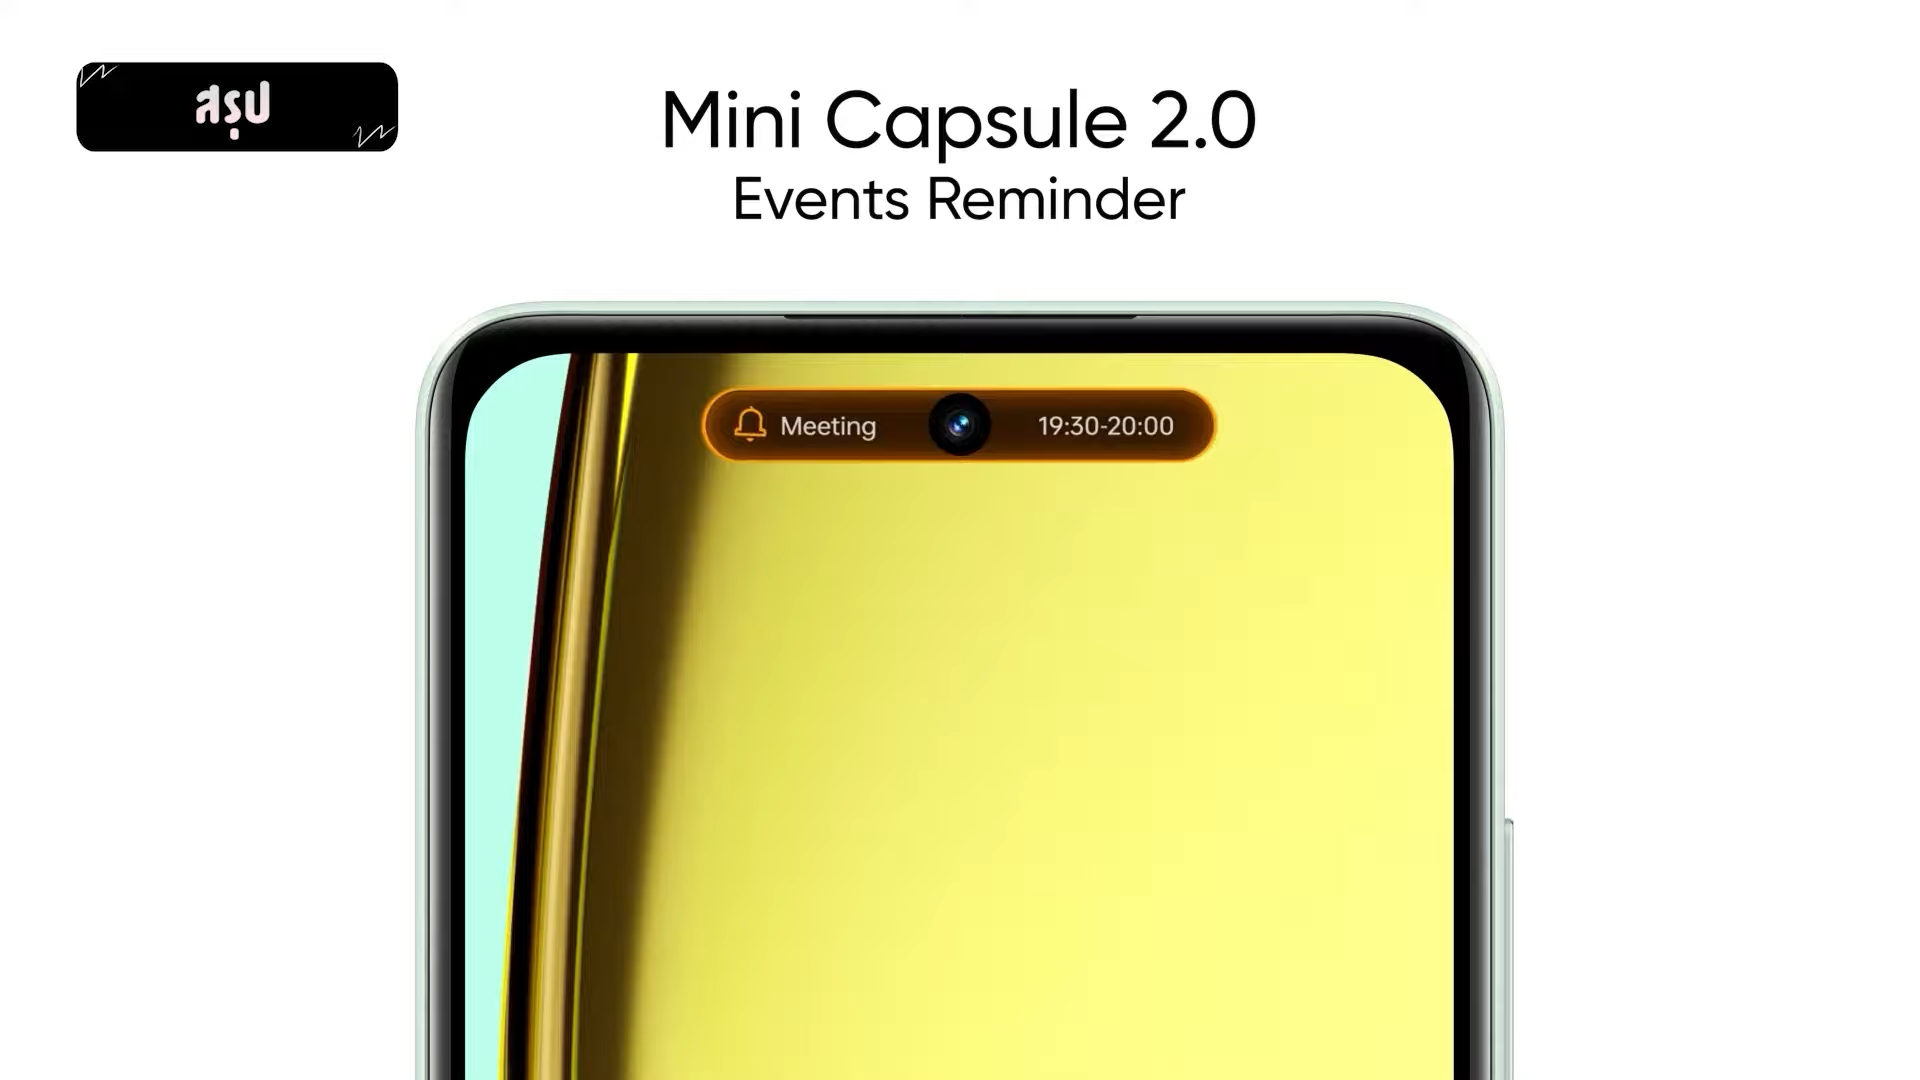 สรุป
Mini Capsule 2.0
Events Reminder
Meeting 19:30-20:00